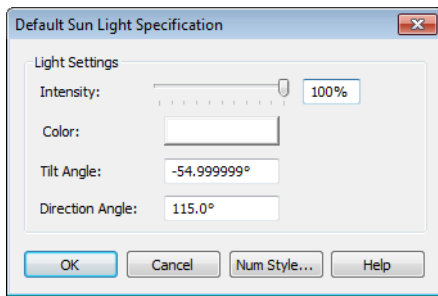 Default Sun Light Specification
Light Settings
Intensity: 100%
Color:
Tilt Angle: -54.999999°
Direction Angle: 115.0°
OK Cancel Num Style... Help